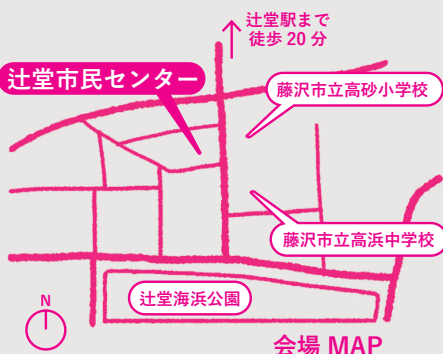 辻堂駅まで
徒歩 20 分
辻堂市民センター
藤沢市立高砂小学校
藤沢市立高浜中学校
辻堂海浜公園
N
会場 MAP